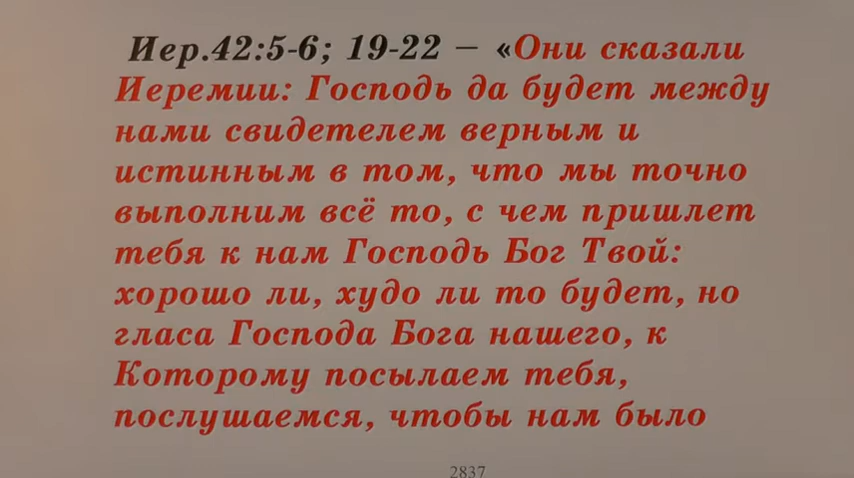 Иер.42:5-6; 19-22 – «Они сказали
Иеремии: Господь да будет между
нами свидетелем верным и
истинным в том, что мы точно
выполним всё то, с чем пришлет
тебя к нам Господь Бог Твой:
хорошо ли, худо ли то будет, но
гласа Господа Бога нашего, к
Которому посылаем тебя,
послушаемся, чтобы нам было
2837